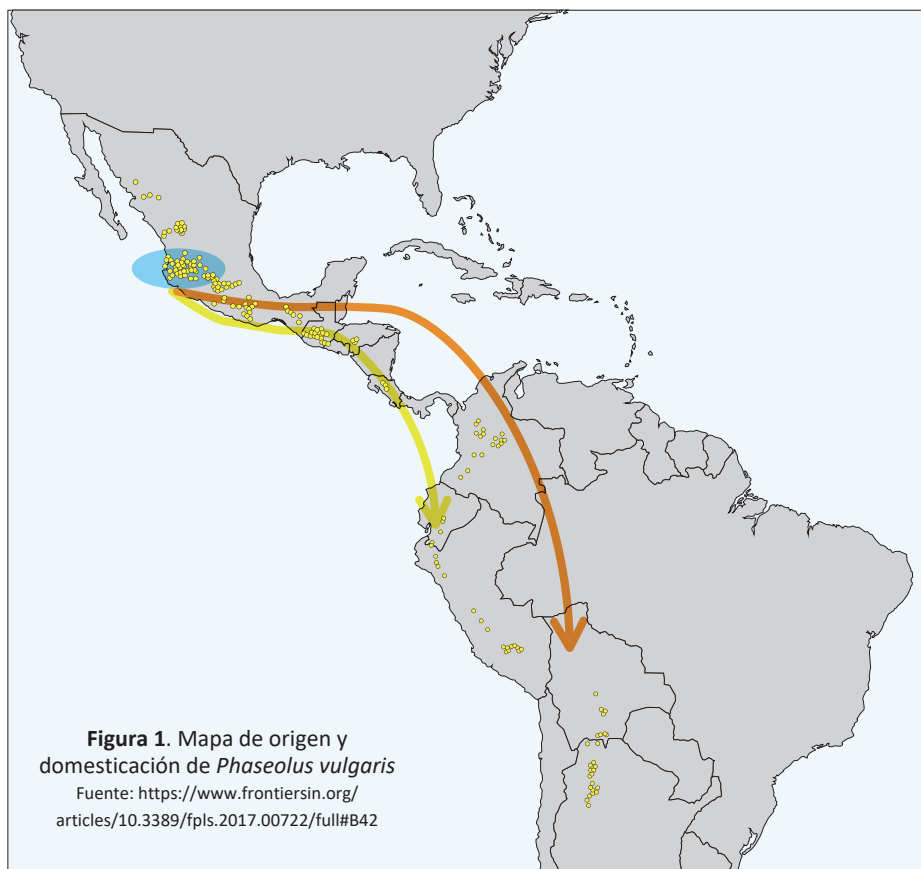 Figura 1. Mapa de origen y
domesticación de Phaseolus vulgaris
Fuente: https://www.frontiersin.org/
articles/10.3389/fpls.2017.00722/full#B42